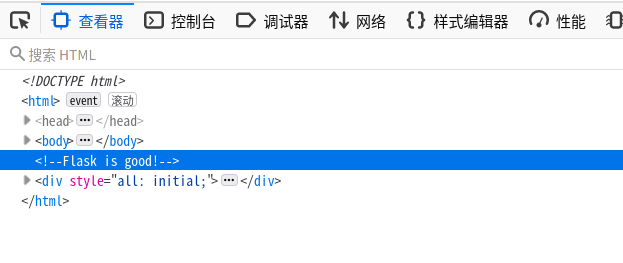 查看器 控制台 调试器 网络 样式编辑器 性能
搜索 HTML
<!DOCTYPE html>
<html> event 滚动
<head>···</head>
<body>···</body>
<!--Flask is good!-->
<div style="all: initial;">···</div>
</html>